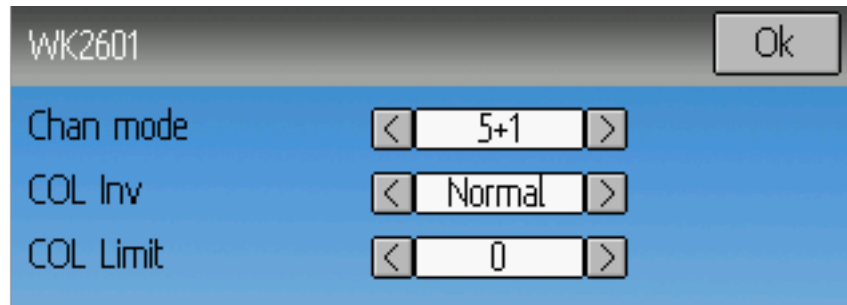 WK2601 Ok
Chan mode < 5+1 >
COL Inv < Normal >
COL Limit < 0 >